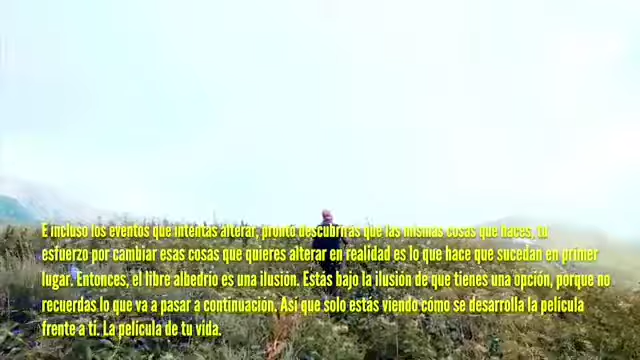 E incluso los eventos que intentas alterar, pronto descubrirás que las mismas cosas que haces, tu
esfuerzo por cambiar esas cosas que quieres alterar en realidad es lo que hace que sucedan en primer
lugar. Entonces, el libre albedrío es una ilusión. Estás bajo la ilusión de que tienes una opción, porque no
recuerdas lo que va a pasar a continuación. Así que solo estás viendo cómo se desarrolla la película
frente a ti. La película de tu vida.